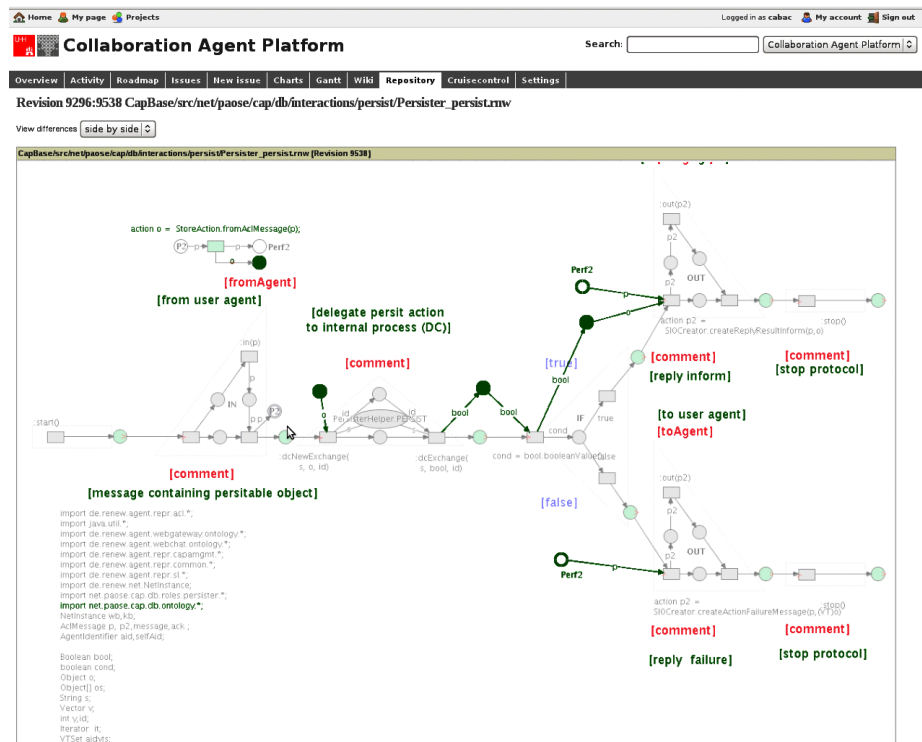 Home My page Projects
Logged in as cabac My account Sign out
U+H
Collaboration Agent Platform
Search:
Collaboration Agent Platform
Overview Activity Roadmap Issues New issue Charts Gantt Wiki Repository Cruisecontrol Settings
Revision 9296:9538 CapBase/src/net/paose/cap/db/interactions/persist/Persister_persist.rnw
View differences side by side
CapBase/src/net/paose/cap/db/interactions/persist/Persister_persist.rnw [Revision 9538]
:out(p2)
p2
action o = StoreAction.fromAclMessage(p);
P2 p p Perf2
o
[fromAgent]
[from user agent]
Perf2
p
p2
OUT
o
[delegate persit action
to internal process (DC)]
action p2 =
SIOCreator.createReplyResultInform(p,o)
:stop()
:in(p)
p
IN
p p P2
[comment]
[true]
[comment]
[comment]
[stop protocol]
[reply inform]
bool
:start()
o
id
id
PersisterHelper PERSIST
s
s
bool
bool
cond
IF
true
[to user agent]
[toAgent]
:dcNewExchange(
s, o, id)
:dcExchange(
s, bool, id)
cond = bool.booleanValue()
false
[comment]
[message containing persitable object]
[false]
:out(p2)
p2
p2
OUT
import de.renew.agent.repr.acl.*;
import java.util.*;
import de.renew.agent.webgateway.ontology.*;
import de.renew.agent.webchat.ontology.*;
import de.renew.agent.repr.capamgmt.*;
import de.renew.agent.repr.common.*;
import de.renew.agent.repr.sl.*;
import de.renew.net.NetInstance;
import net.paose.cap.db.roles.persister.*;
import net.paose.cap.db.ontology.*;
NetInstance wb,kb;
AclMessage p, p2,message,ack ;
AgentIdentifier aid,selfAid;
Perf2
p
action p2 =
SIOCreator.createActionFailureMessage(p,(VT)o)
:stop()
[comment]
[comment]
[reply failure]
[stop protocol]
Boolean bool;
boolean cond;
Object o;
Object[] os;
String s;
Vector v;
int y,id;
Iterator it;
VTSet aidvts;